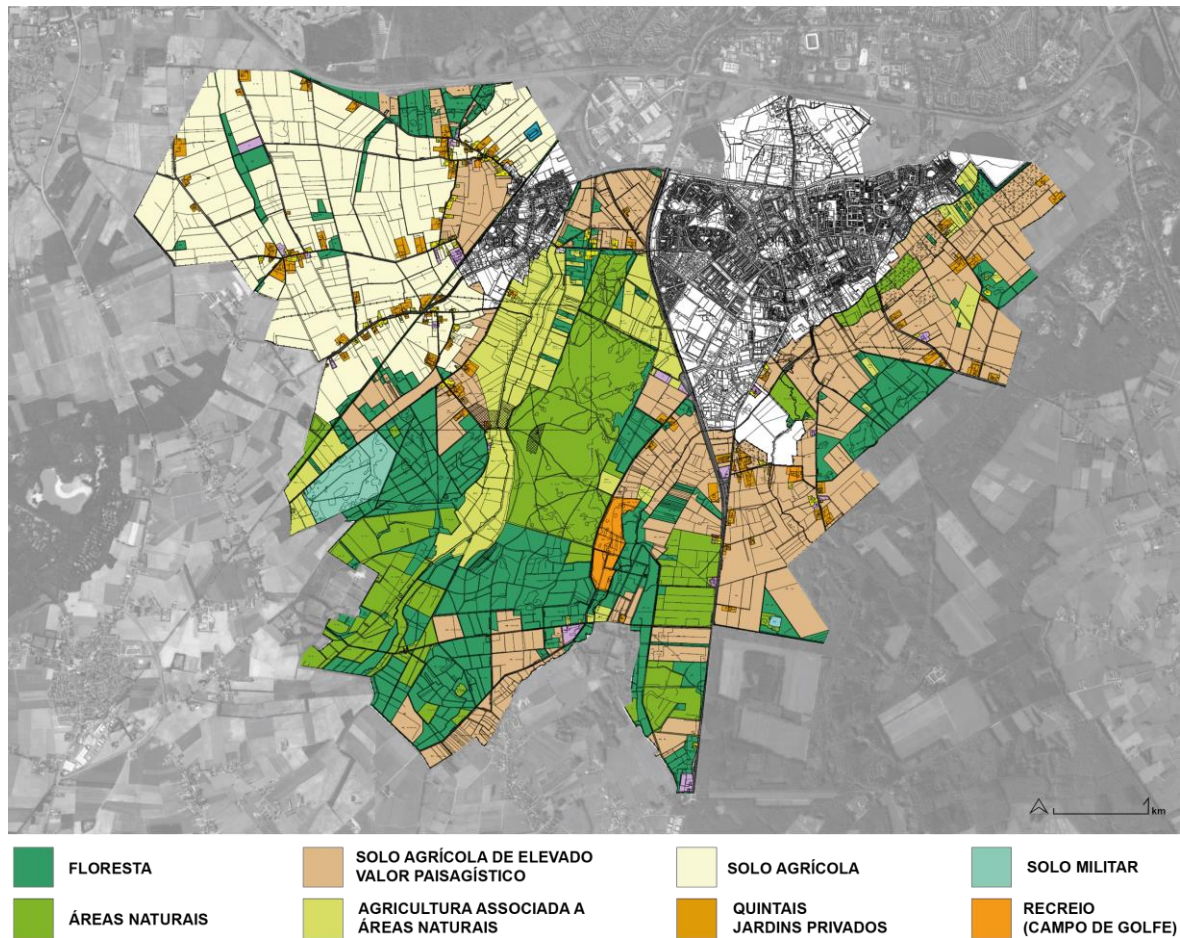 1
km
FLORESTA
SOLO AGRÍCOLA DE ELEVADO
VALOR PAISAGÍSTICO
SOLO AGRÍCOLA
SOLO MILITAR
ÁREAS NATURAIS
AGRICULTURA ASSOCIADA A
ÁREAS NATURAIS
QUINTAIS
JARDINS PRIVADOS
RECREIO
(CAMPO DE GOLFE)